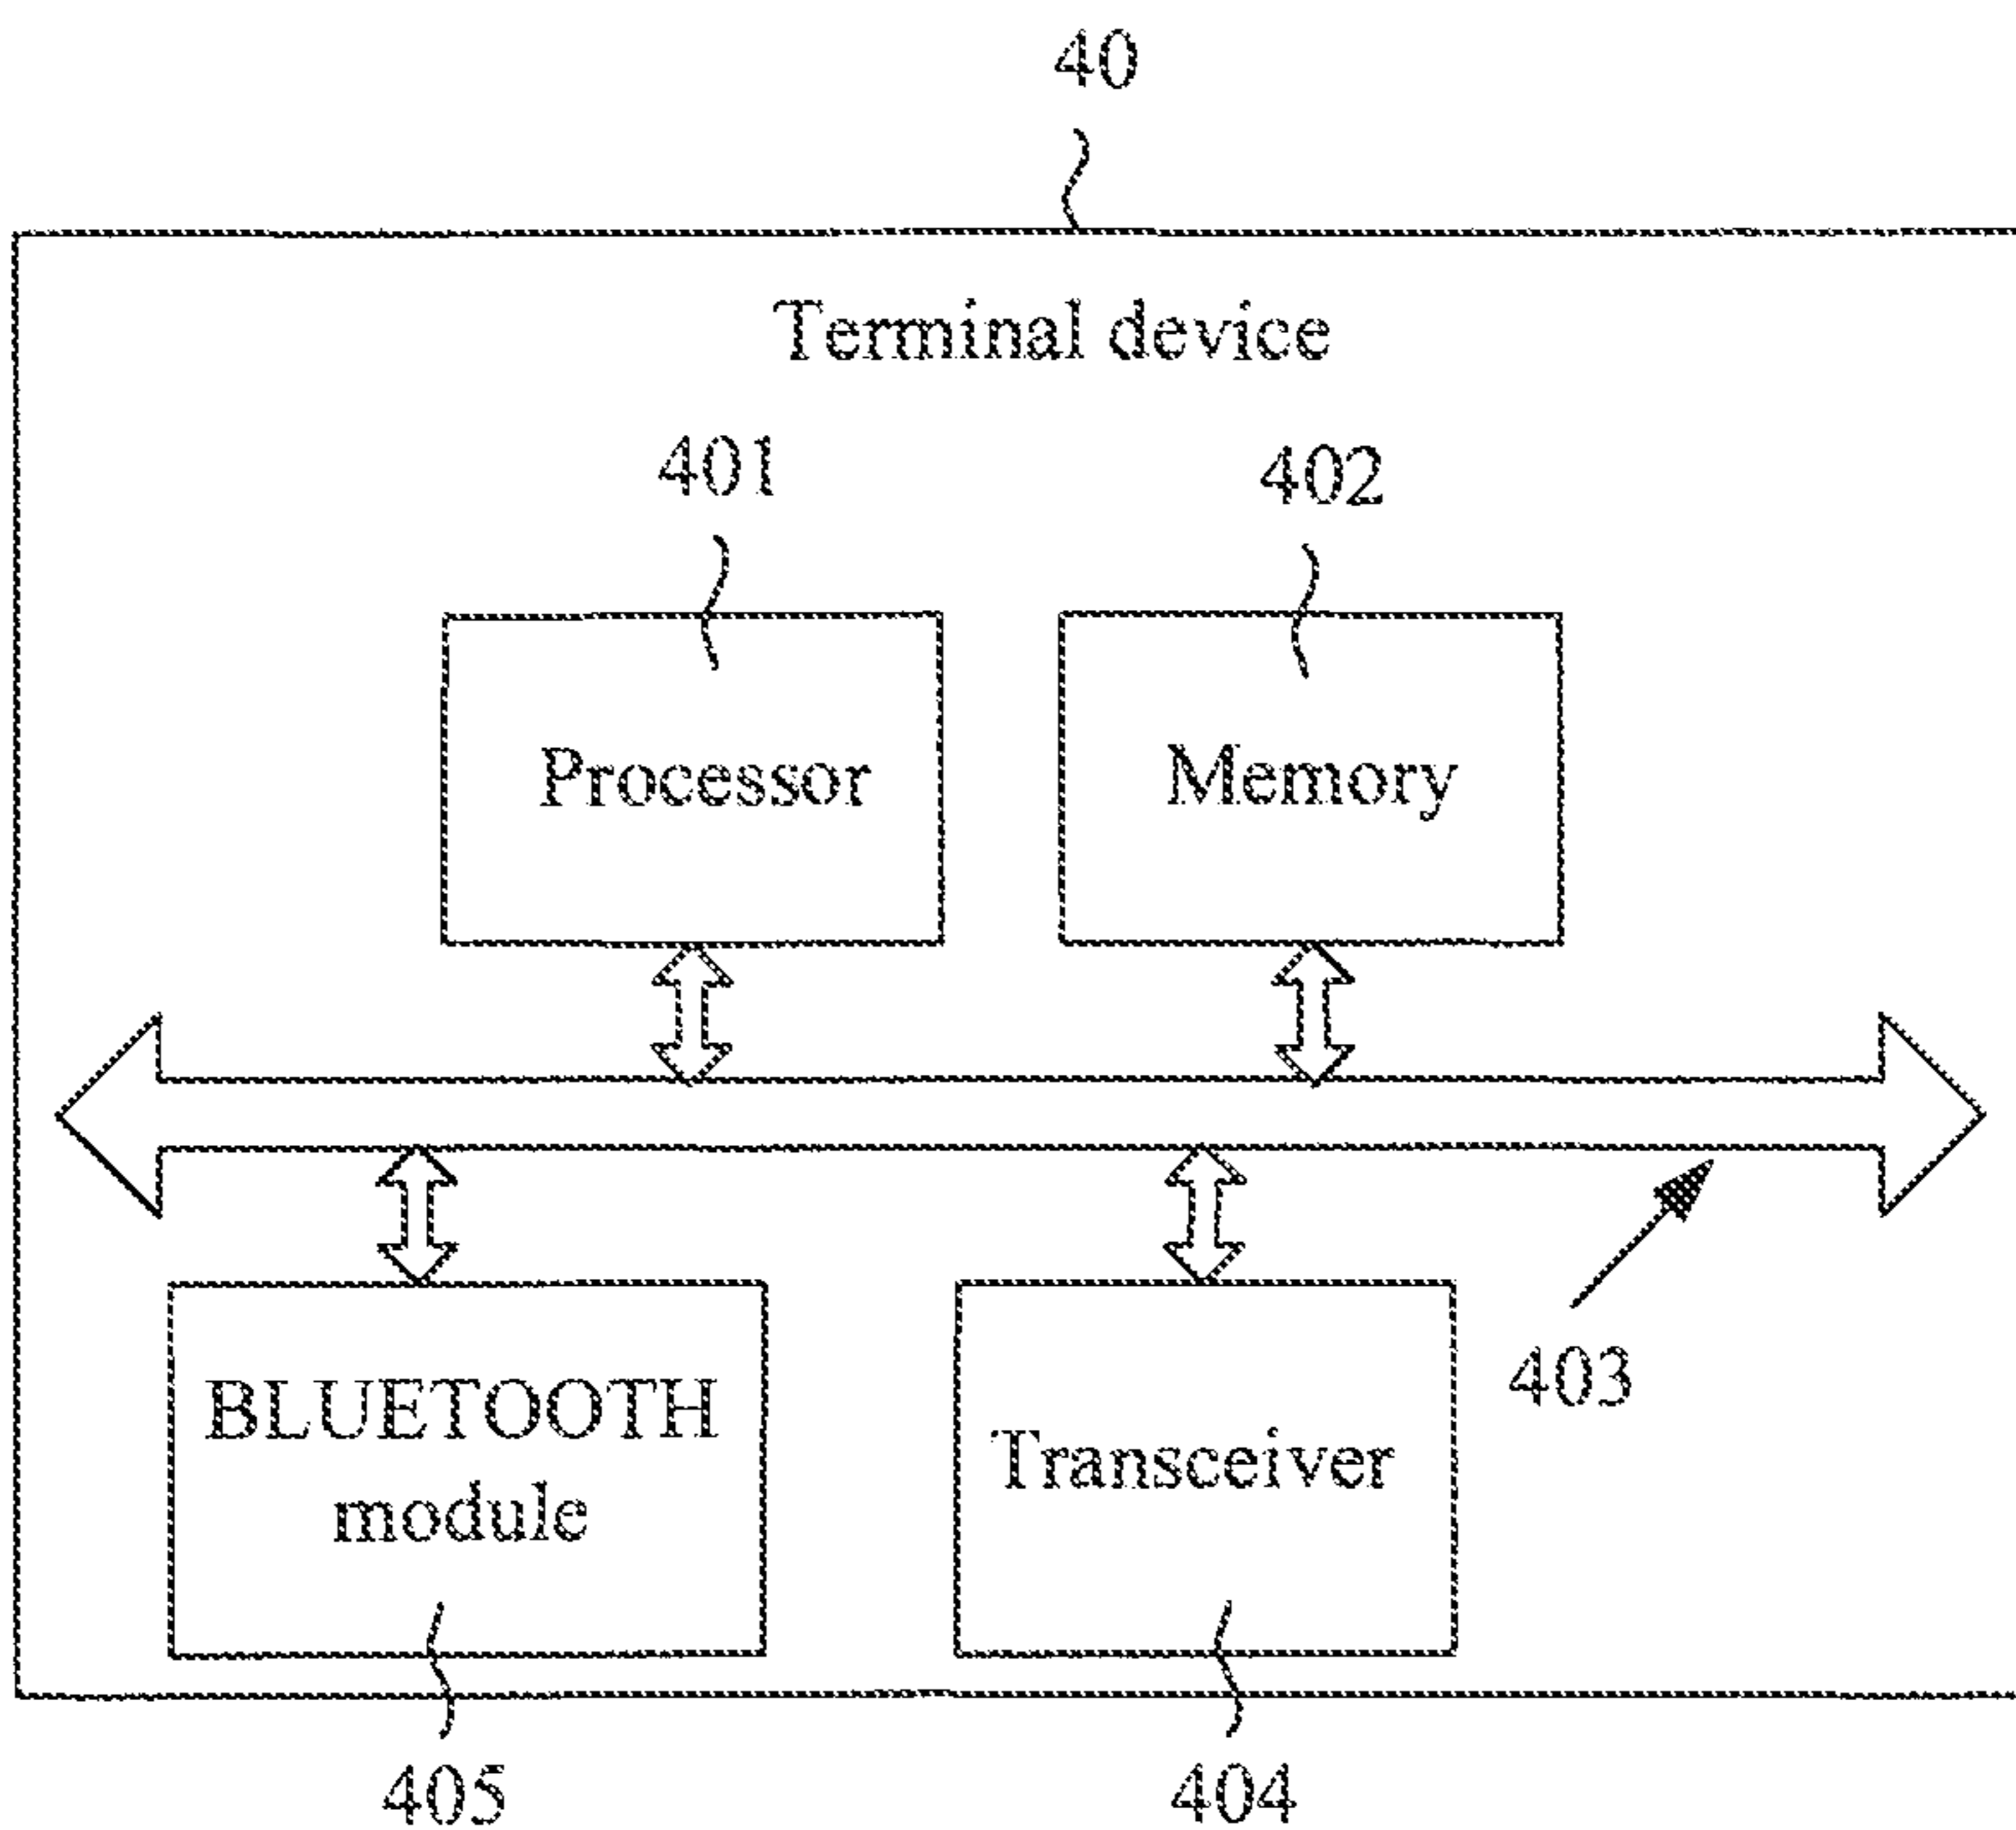 40
Terminal device
401
402
Processor
Memory
403
BLUETOOTH
module
Transceiver
405
404